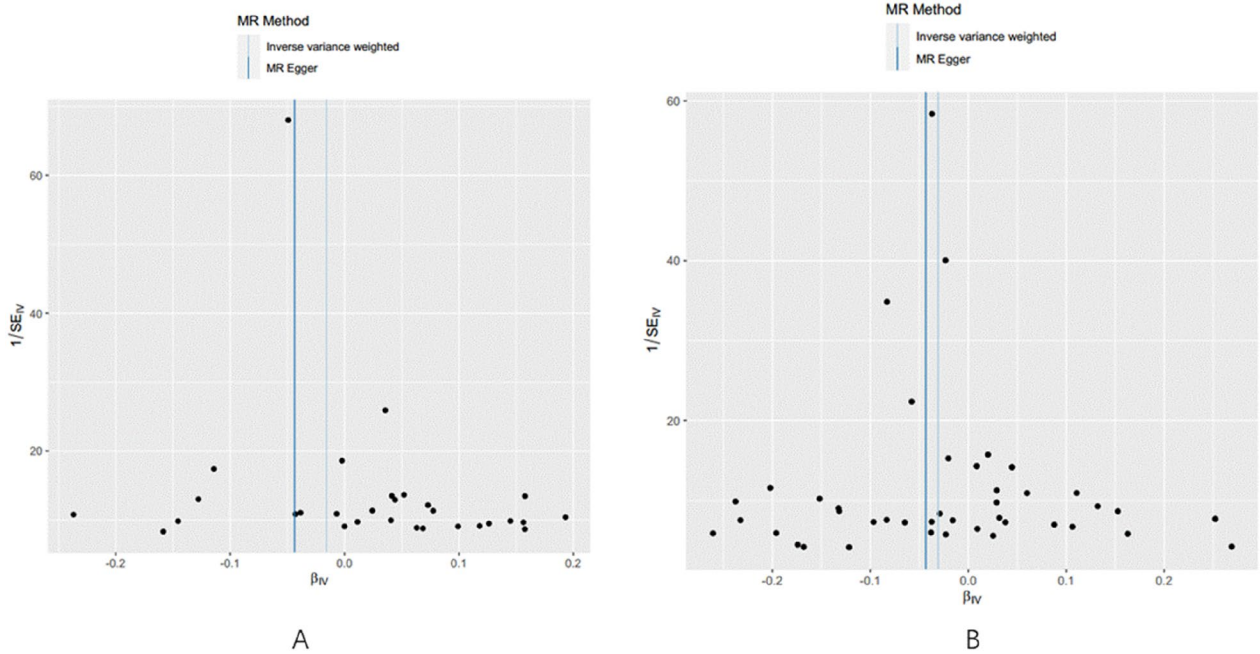 MR Method
Inverse variance weighted
MR Egger
60
40
20
1/SE_IV
-0.2
-0.1
0.0
0.1
0.2
β_IV
A
MR Method
Inverse variance weighted
MR Egger
60
40
20
1/SE_IV
-0.2
-0.1
0.0
0.1
0.2
β_IV
B